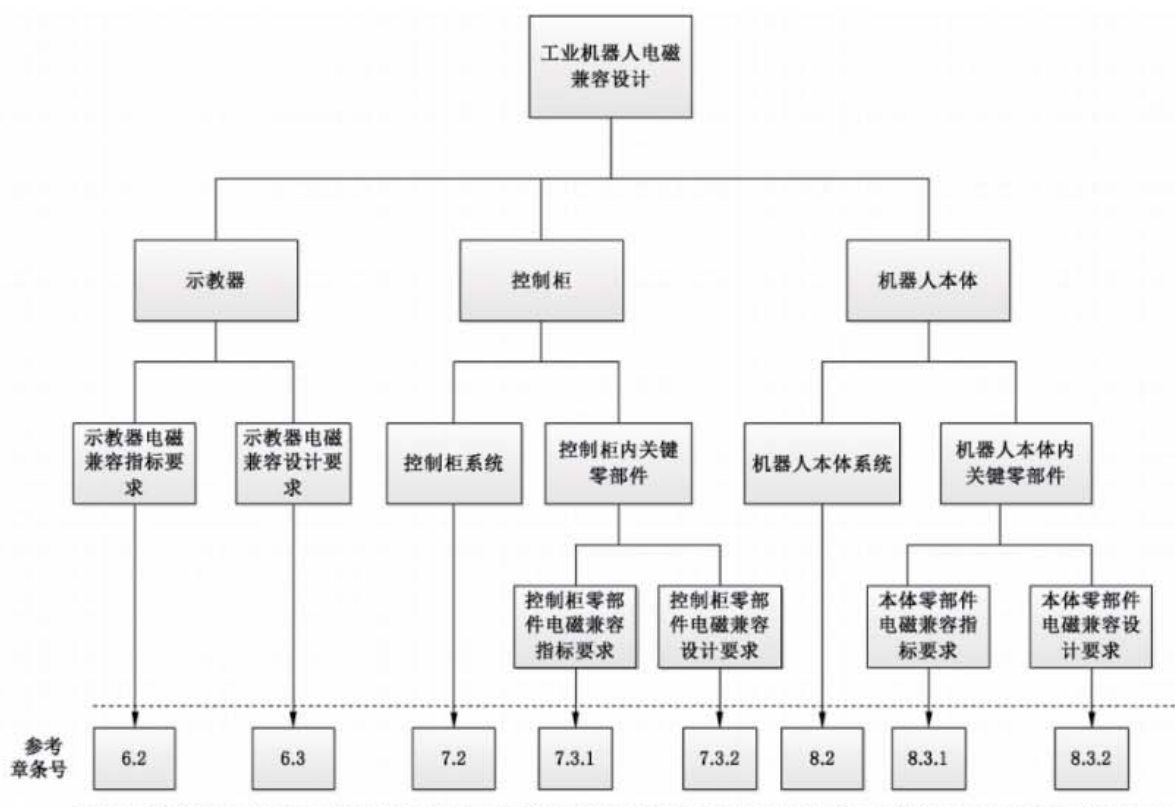 工业机器人电磁
兼容设计
示教器
控制柜
机器人本体
示教器电磁
兼容指标要
求
示教器电磁
兼容设计要
求
控制柜系统
控制柜内关键
零部件
机器人本体系统
机器人本体内
关键零部件
控制柜零部
件电磁兼容
指标要求
控制柜零部
件电磁兼容
设计要求
本体零部件
电磁兼容指
标要求
本体零部件
电磁兼容设
计要求
参考
章条号
6.2
6.3
7.2
7.3.1
7.3.2
8.2
8.3.1
8.3.2